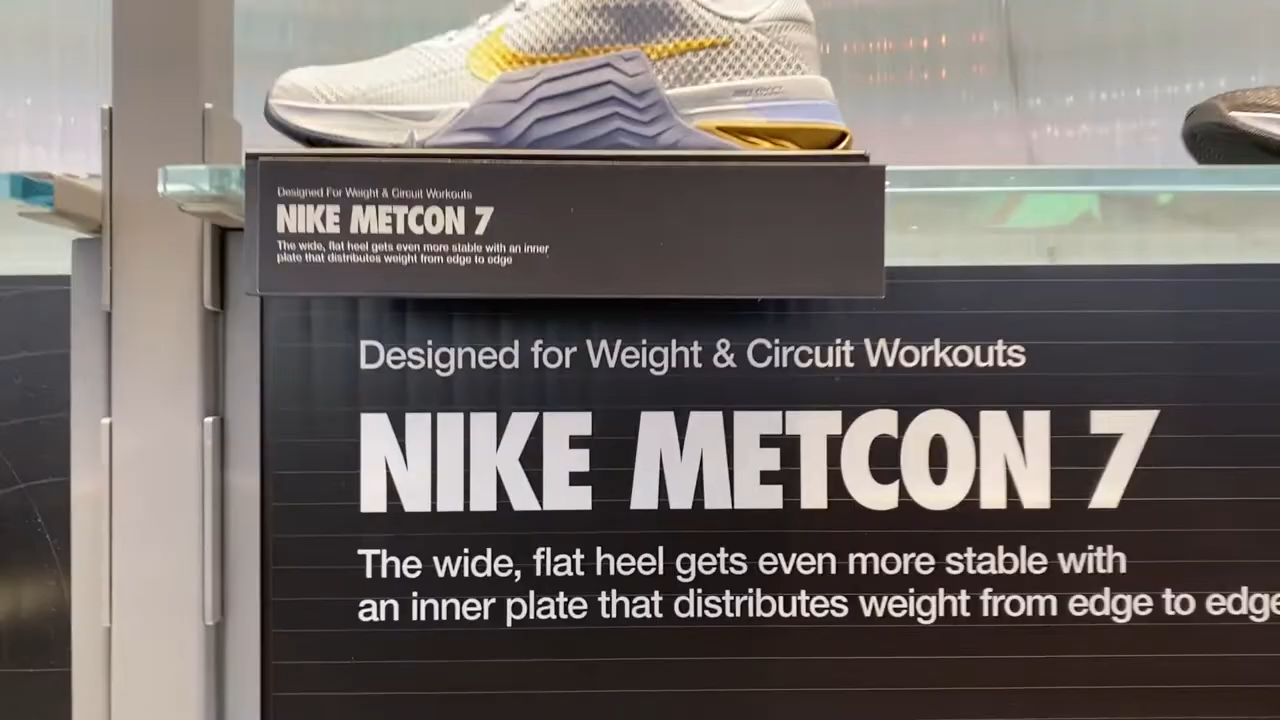 Designed For Weight & Circuit Workouts
NIKE METCON 7
The wide, flat heel gets even more stable with an inner
plate that distributes weight from edge to edge
Designed for Weight & Circuit Workouts
NIKE METCON 7
The wide, flat heel gets even more stable with
an inner plate that distributes weight from edge to edge